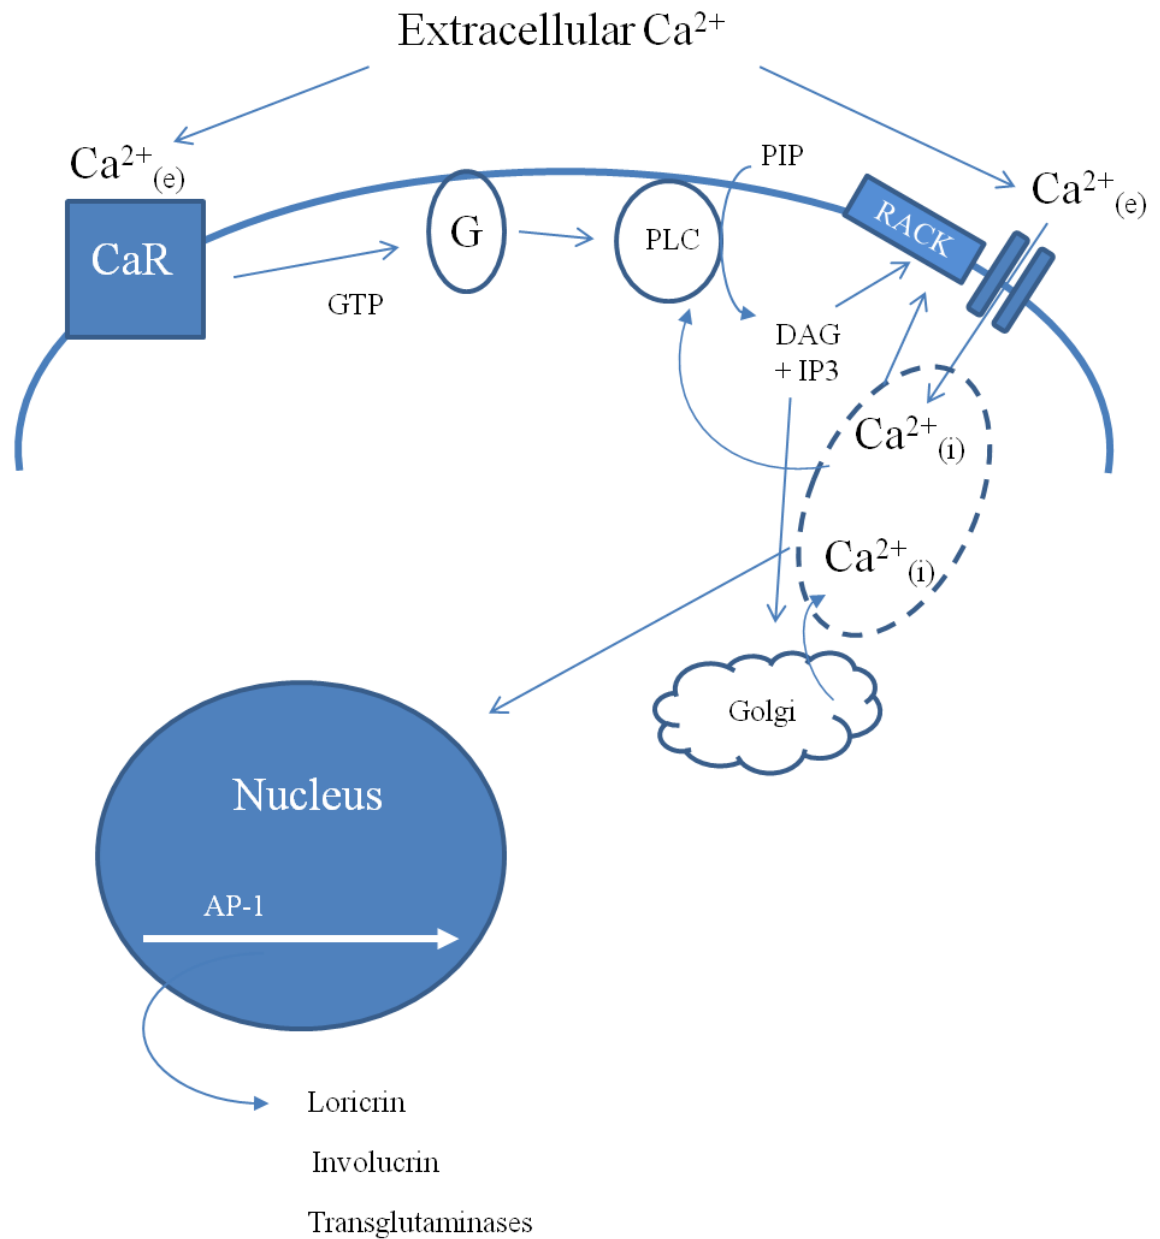 Extracellular Ca²⁺
Ca²⁺(e)
PIP
Ca²⁺(e)
RACK
CaR
G
PLC
GTP
DAG
+ IP3
Ca²⁺(i)
Ca²⁺(i)
Golgi
Nucleus
AP-1
Loricrin
Involucrin
Transglutaminases